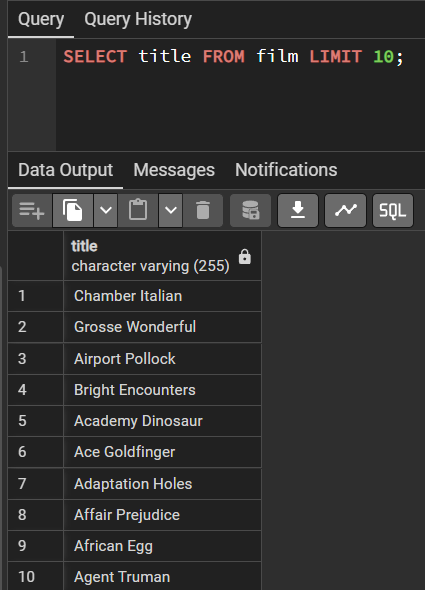 Query Query History
1 SELECT title FROM film LIMIT 10;
Data Output Messages Notifications
SQL
title
character varying (255)
1 Chamber Italian
2 Grosse Wonderful
3 Airport Pollock
4 Bright Encounters
5 Academy Dinosaur
6 Ace Goldfinger
7 Adaptation Holes
8 Affair Prejudice
9 African Egg
10 Agent Truman